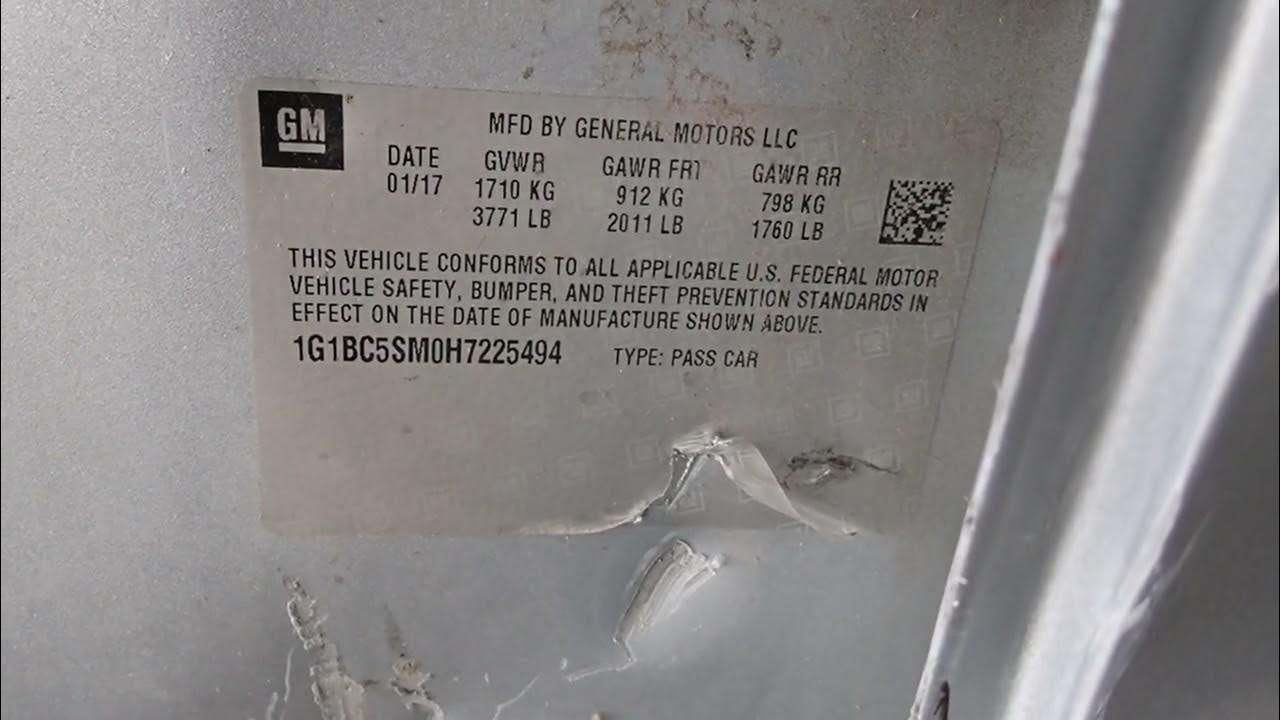 GM
MFD BY GENERAL MOTORS LLC
DATE GVWR GAWR FRT GAWR RR
01/17 1710 KG 912 KG 798 KG
3771 LB 2011 LB 1760 LB
THIS VEHICLE CONFORMS TO ALL APPLICABLE U.S. FEDERAL MOTOR
VEHICLE SAFETY, BUMPER, AND THEFT PREVENTION STANDARDS IN
EFFECT ON THE DATE OF MANUFACTURE SHOWN ABOVE.
1G1BC5SM0H7225494 TYPE: PASS CAR